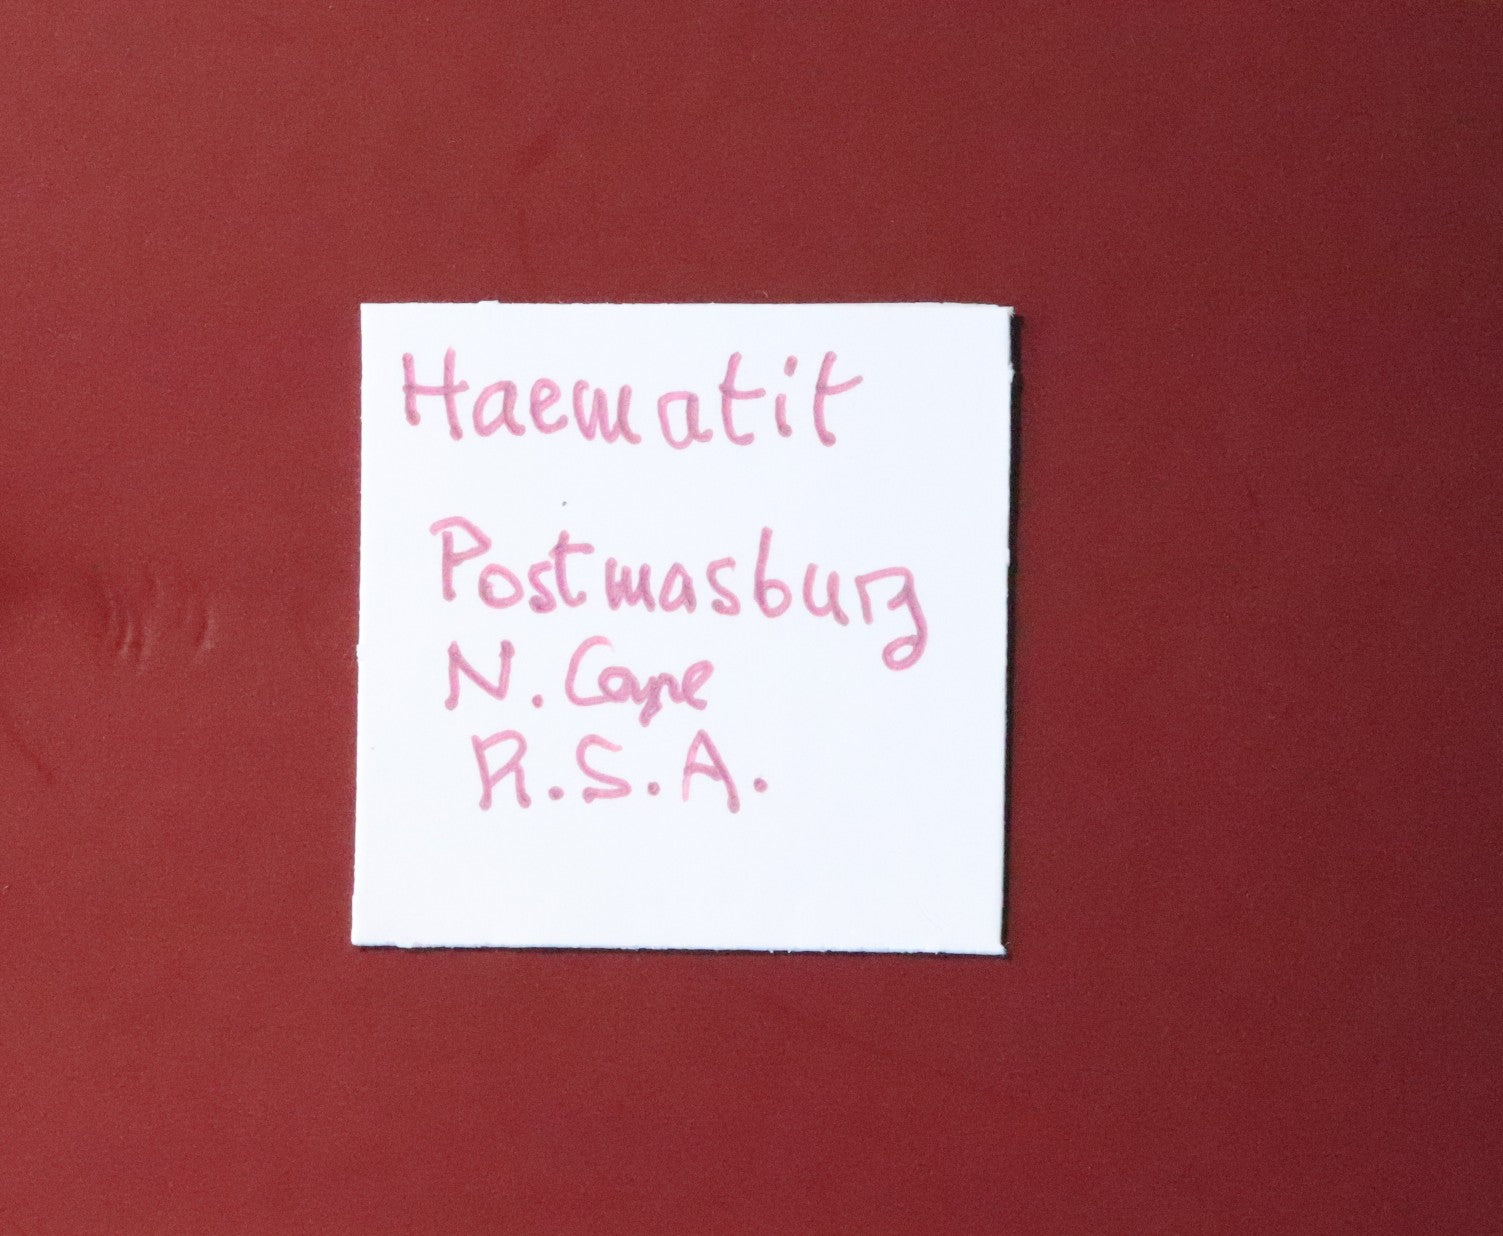 Haematit
Postmasburg
N. Cape
R.S.A.